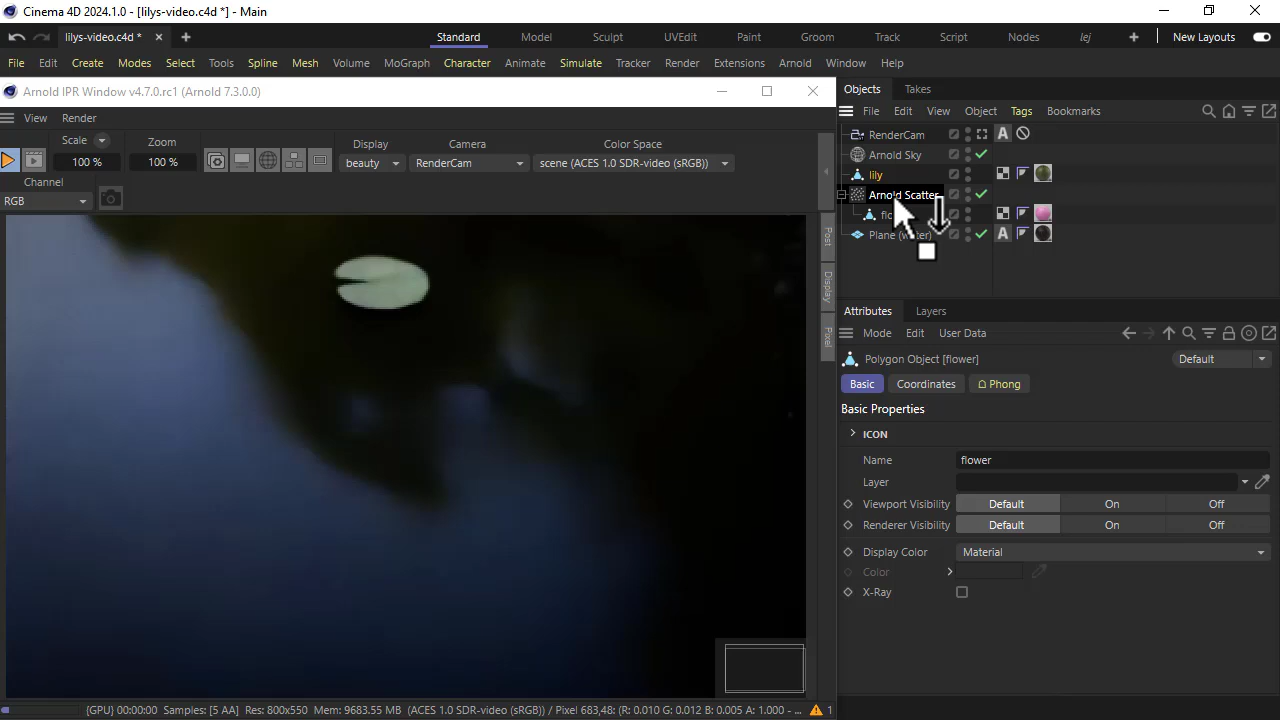 Cinema 4D 2024.1.0 - [lilys-video.c4d *] - Main
lilys-video.c4d *
Standard Model Sculpt UVEdit Paint Groom Track Script Nodes lej New Layouts
File Edit Create Modes Select Tools Spline Mesh Volume MoGraph Character Animate Simulate Tracker Render Extensions Arnold Window Help
Arnold IPR Window v4.7.0.rc1 (Arnold 7.3.0.0)
View Render
Scale
100 %
Zoom
100 %
Display
beauty
Camera
RenderCam
Color Space
scene (ACES 1.0 SDR-video (sRGB))
Channel
RGB
Post
Display
Pixel
{GPU} 00:00:00 Samples: [5 AA] Res: 800x550 Mem: 9683.55 MB (ACES 1.0 SDR-video (sRGB)) / Pixel 683,48: (R: 0.010 G: 0.012 B: 0.005 A: 1.000 - ... 1
Objects Takes
File Edit View Object Tags Bookmarks
RenderCam
Arnold Sky
lily
Arnold Scatter
Plane
Attributes Layers
Mode Edit User Data
Polygon Object [flower]
Default
Basic Coordinates Phong
Basic Properties
ICON
Name flower
Layer
Viewport Visibility Default On Off
Renderer Visibility Default On Off
Display Color Material
Color
X-Ray